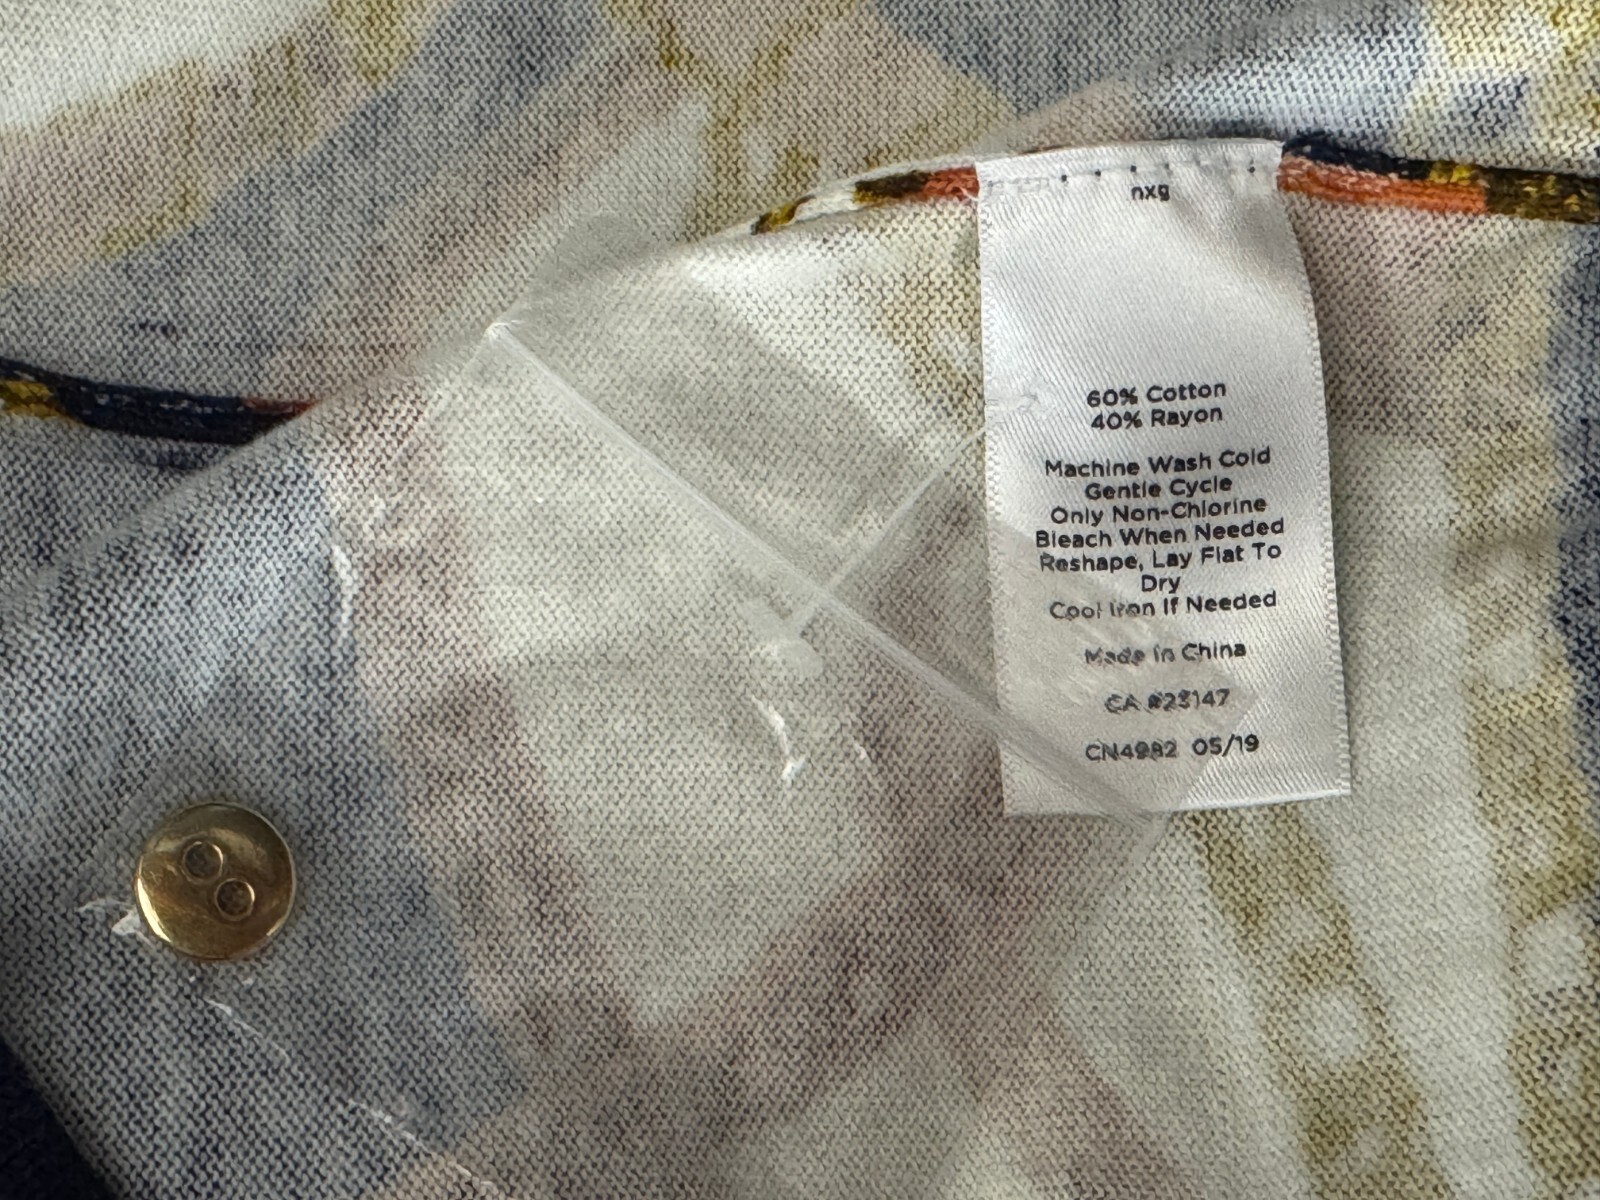 nxg
60% Cotton
40% Rayon
Machine Wash Cold
Gentle Cycle
Only Non-Chlorine
Bleach When Needed
Reshape, Lay Flat To
Dry
Cool Iron If Needed
Made in China
CA #23147
CN4982 05/19